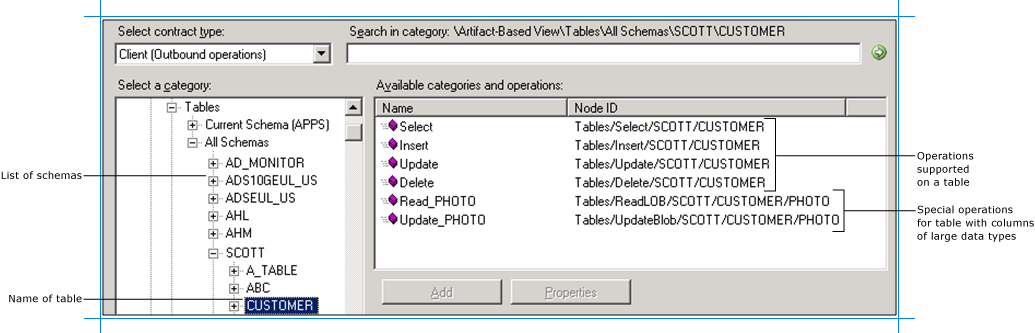 Select contract type:
Search in category: \Artifact-Based View\Tables\All Schemas\SCOTT\CUSTOMER
Client (Outbound operations)
Select a category:
Available categories and operations:
Tables
Current Schema (APPS)
All Schemas
AD_MONITOR
ADS10GEUL_US
ADSEUL_US
AHL
AHM
SCOTT
A_TABLE
ABC
CUSTOMER
List of schemas
Name of table
Name Node ID
Select Tables/Select/SCOTT/CUSTOMER
Insert Tables/Insert/SCOTT/CUSTOMER
Update Tables/Update/SCOTT/CUSTOMER
Delete Tables/Delete/SCOTT/CUSTOMER
Read_PHOTO Tables/ReadLOB/SCOTT/CUSTOMER/PHOTO
Update_PHOTO Tables/UpdateBlob/SCOTT/CUSTOMER/PHOTO
Operations
supported
on a table
Special operations
for table with columns
of large data types
Add
Properties